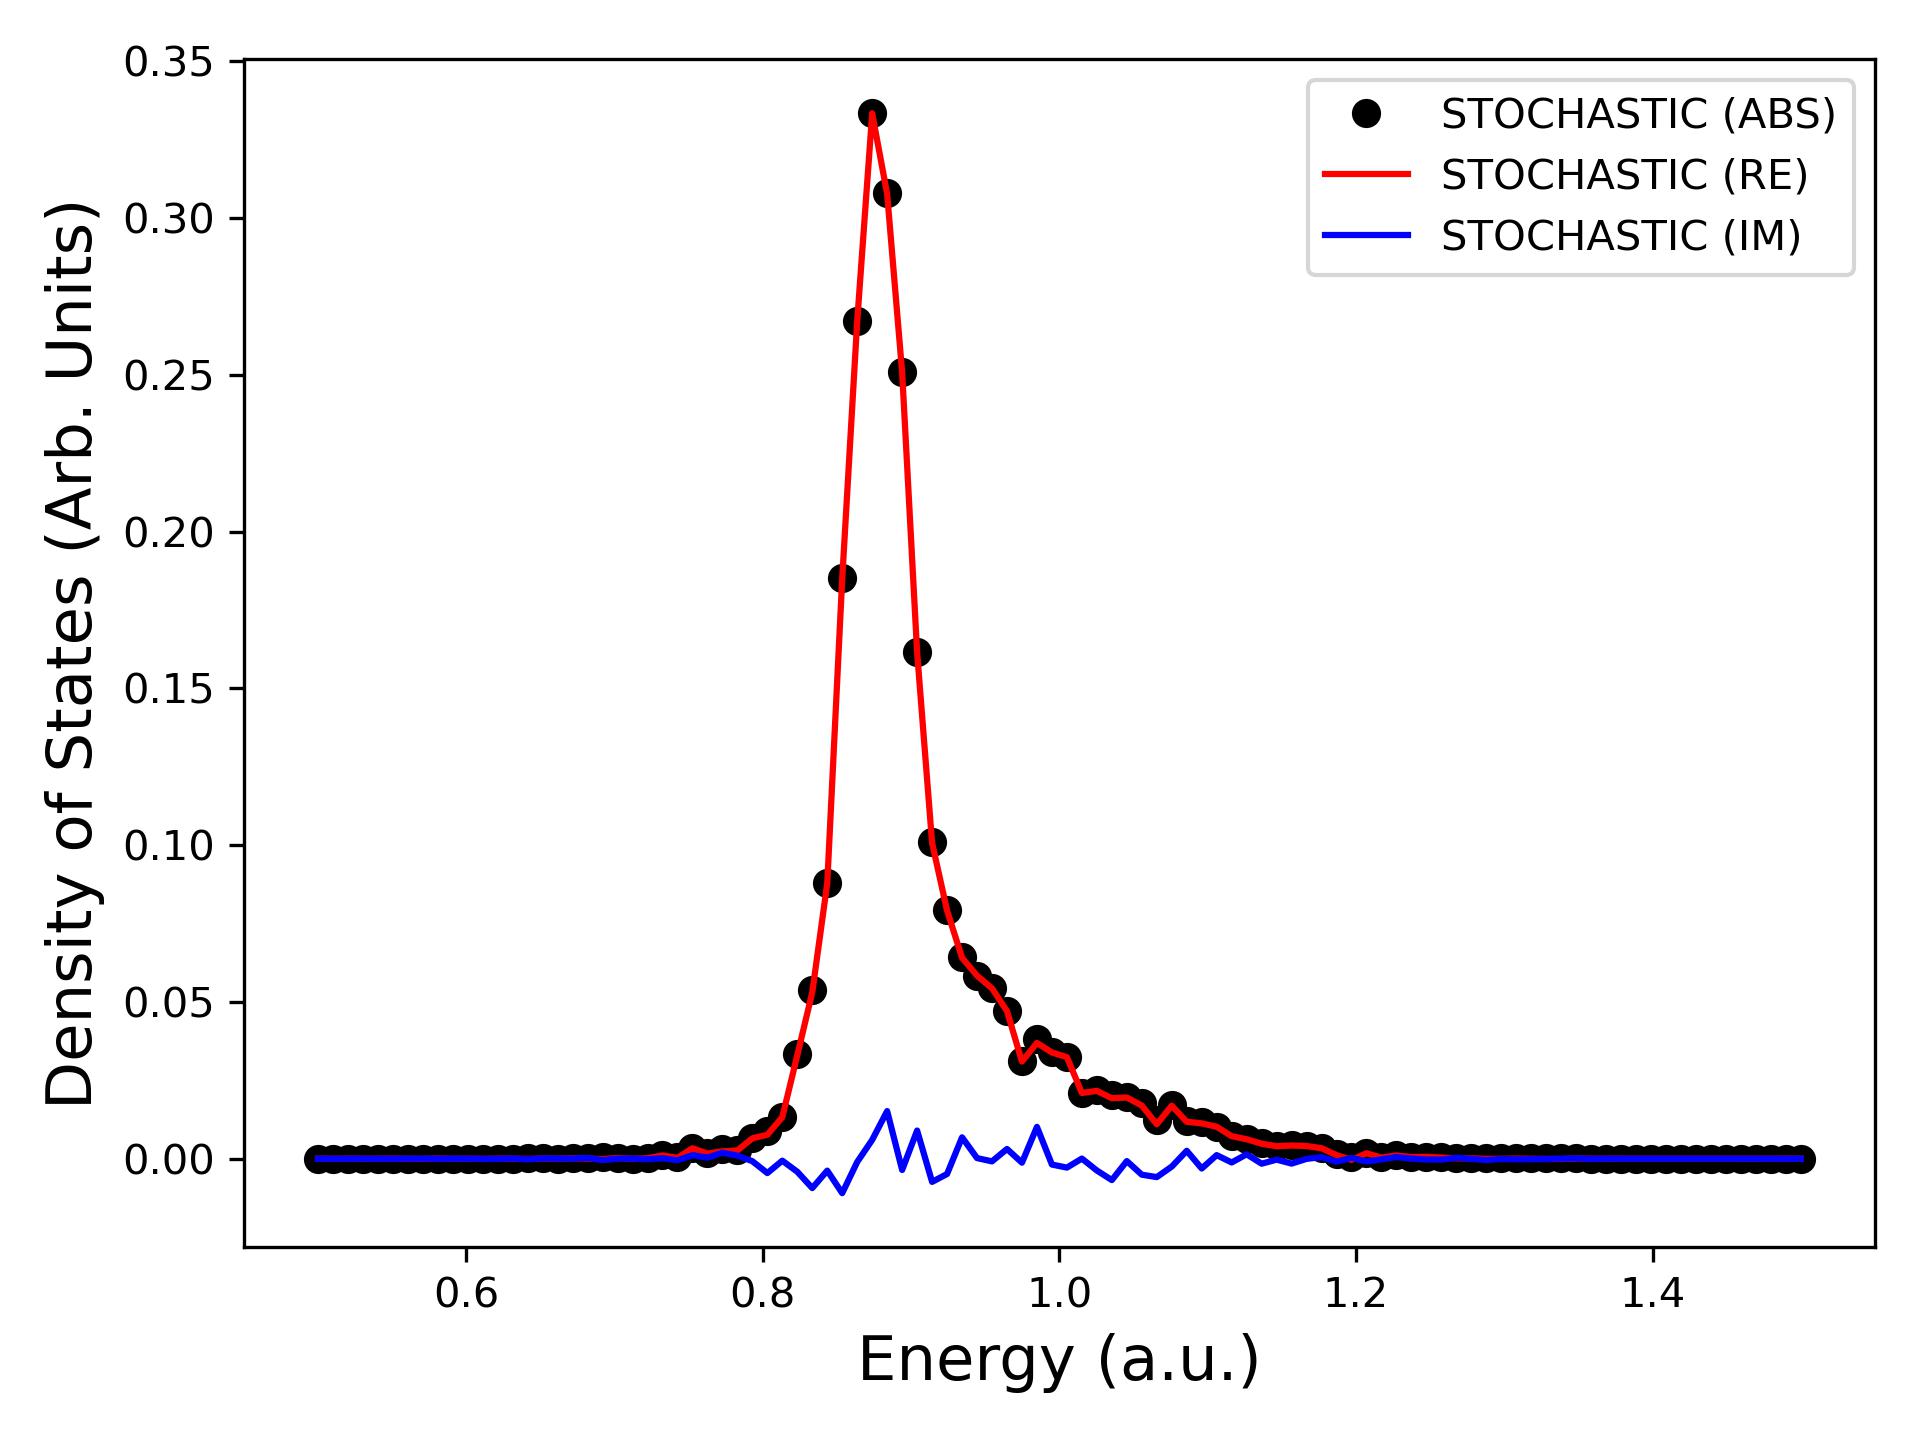 0.35
0.30
0.25
0.20
0.15
0.10
0.05
0.00
Density of States (Arb. Units)
STOCHASTIC (ABS)
STOCHASTIC (RE)
STOCHASTIC (IM)
0.6 0.8 1.0 1.2 1.4
Energy (a.u.)